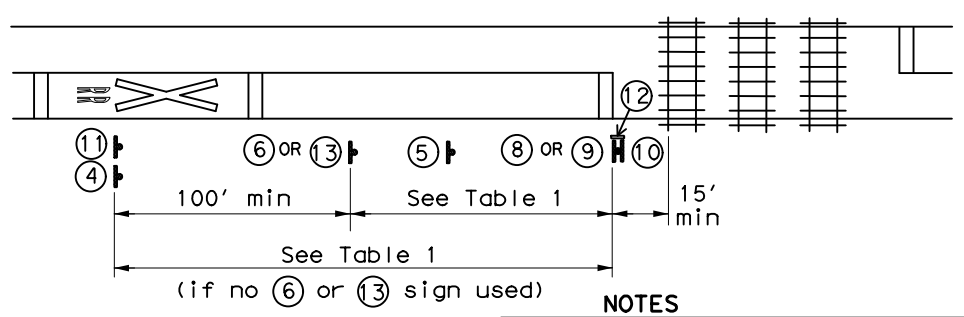 RR
12
11 6 OR 13 5 8 OR 9 10
4
100' min See Table 1 15' min
See Table 1
(if no 6 or 13 sign used)
NOTES